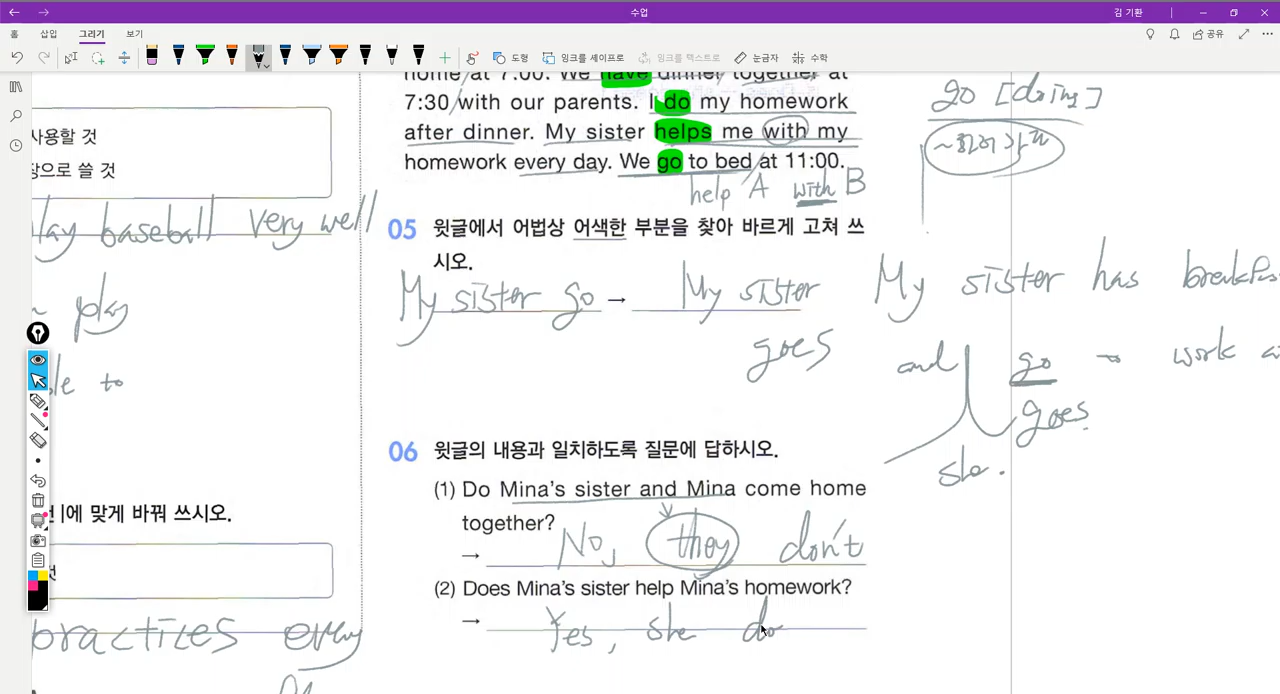 수업
김 기환
홈 삽입 그리기 보기
공유
도형 잉크를 셰이프로 잉크를 텍스트로 눈금자 수학
home at 7:00. We have dinner together at
7:30 with our parents. I do my homework
after dinner. My sister helps me with my
homework every day. We go to bed at 11:00.
help A with B
05 윗글에서 어법상 어색한 부분을 찾아 바르게 고쳐 쓰
시오.
My sister go → My sister
goes
06 윗글의 내용과 일치하도록 질문에 답하시오.
(1) Do Mina's sister and Mina come home
together?
→ No, they don't
(2) Does Mina's sister help Mina's homework?
→ Yes, she do
사용할 것
장으로 쓸 것
lay baseball very well
play
le to
에 맞게 바꿔 쓰시오.
practices every
go [doing]
~하러 가다
My sister has breakfas
and go to work a
goes
she.